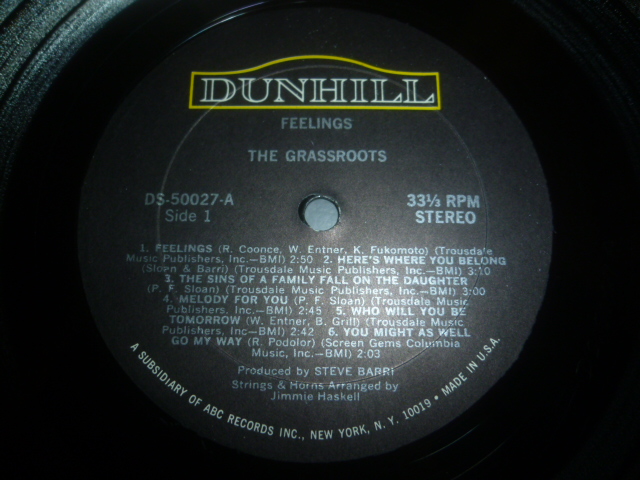 DUNHILL
FEELINGS
THE GRASSROOTS
DS-50027-A
Side 1
33⅓ RPM
STEREO
1. FEELINGS (R. Coonce, W. Entner, K. Fukomoto) (Trousdale
Music Publishers, Inc.—BMI) 2:50 2. HERE'S WHERE YOU BELONG
(Sloan & Barri) (Trousdale Music Publishers, Inc.—BMI) 3:10
3. THE SINS OF A FAMILY FALL ON THE DAUGHTER
(P. F. Sloan) (Trousdale Music Publishers, Inc.—BMI) 3:00
4. MELODY FOR YOU (P. F. Sloan) (Trousdale Music
Publishers, Inc.—BMI) 2:45 5. WHO WILL YOU BE
TOMORROW (W. Entner, B. Grill) (Trousdale Music
Publishers, Inc.—BMI) 2:42 6. YOU MIGHT AS WELL
GO MY WAY (R. Podolor) (Screen Gems Columbia
Music, Inc.—BMI) 2:03
Produced by STEVE BARRI
Strings & Horns Arranged by
Jimmie Haskell
A SUBSIDIARY OF ABC RECORDS INC., NEW YORK, N. Y. 10019 • MADE IN U.S.A.